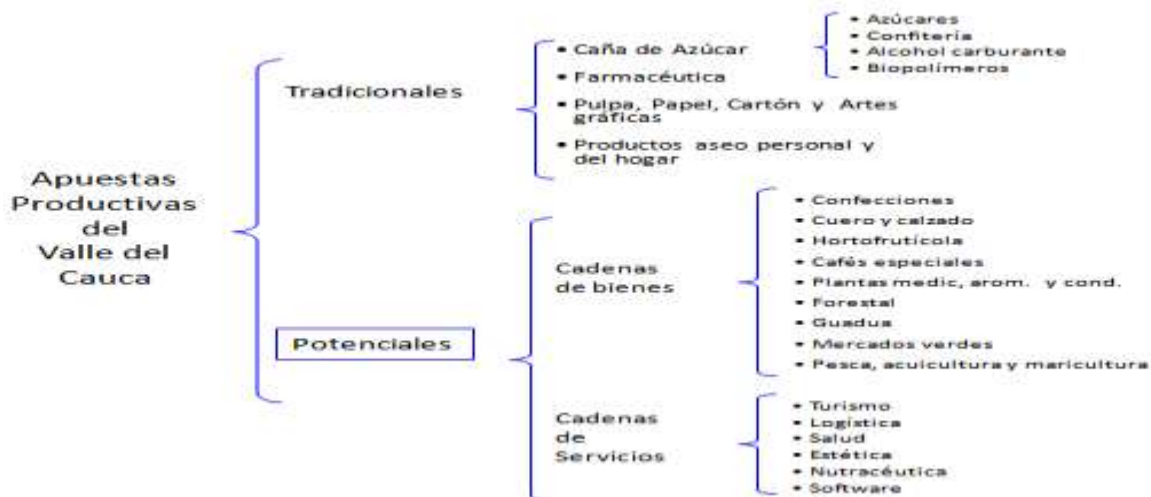 Apuestas
Productivas
del
Valle del
Cauca
Tradicionales
• Caña de Azúcar
• Farmacéutica
• Pulpa, Papel, Cartón y Artes
gráficas
• Productos aseo personal y
del hogar
• Azúcares
• Confitería
• Alcohol carburante
• Biopolímeros
Potenciales
Cadenas
de bienes
• Confecciones
• Cuero y calzado
• Hortofrutícola
• Cafés especiales
• Plantas medic, arom. y cond.
• Forestal
• Guadua
• Mercados verdes
• Pesca, acuicultura y maricultura
Cadenas
de
Servicios
• Turismo
• Logística
• Salud
• Estética
• Nutracéutica
• Software